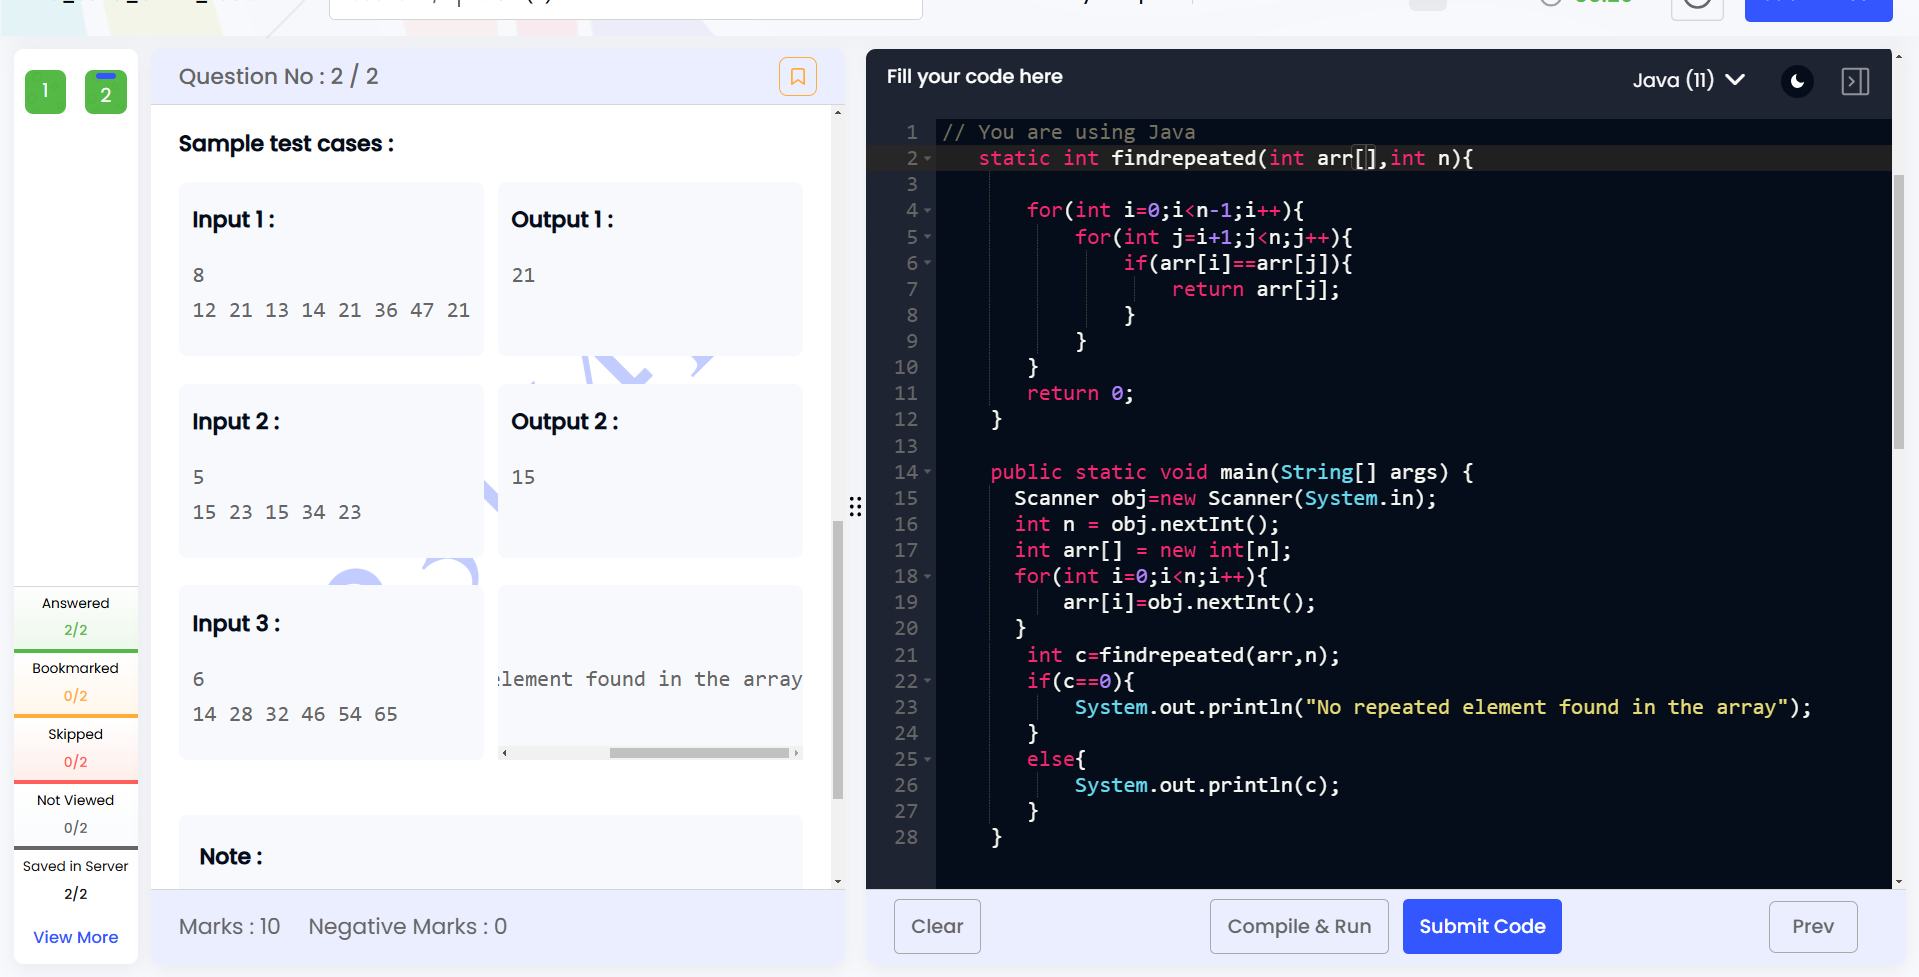 1
2
Question No : 2 / 2
Sample test cases :
Input 1 :
8
12 21 13 14 21 36 47 21
Output 1 :
21
Input 2 :
5
15 23 15 34 23
Output 2 :
15
Input 3 :
6
14 28 32 46 54 65
element found in the array
Note :
Marks : 10 Negative Marks : 0
Answered
2/2
Bookmarked
0/2
Skipped
0/2
Not Viewed
0/2
Saved in Server
2/2
View More
Fill your code here
Java (11)
1 // You are using Java
2 static int findrepeated(int arr[],int n){
3
4 for(int i=0;i<n-1;i++){
5 for(int j=i+1;j<n;j++){
6 if(arr[i]==arr[j]){
7 return arr[j];
8 }
9 }
10 }
11 return 0;
12 }
13
14 public static void main(String[] args) {
15 Scanner obj=new Scanner(System.in);
16 int n = obj.nextInt();
17 int arr[] = new int[n];
18 for(int i=0;i<n;i++){
19 arr[i]=obj.nextInt();
20 }
21 int c=findrepeated(arr,n);
22 if(c==0){
23 System.out.println("No repeated element found in the array");
24 }
25 else{
26 System.out.println(c);
27 }
28 }
Clear
Compile & Run
Submit Code
Prev